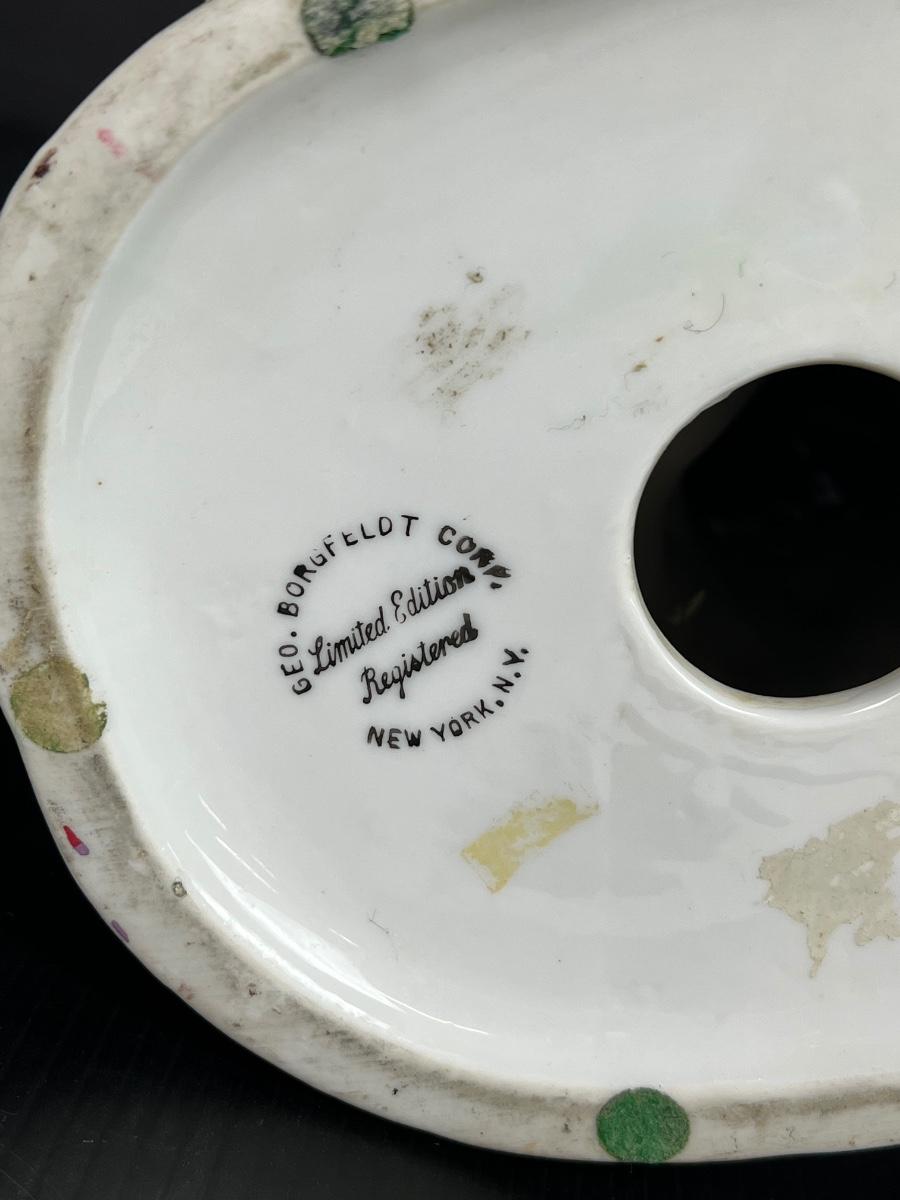 GEO. BORGFELDT CORP.
Limited Edition
Registered
NEW YORK, N.Y.